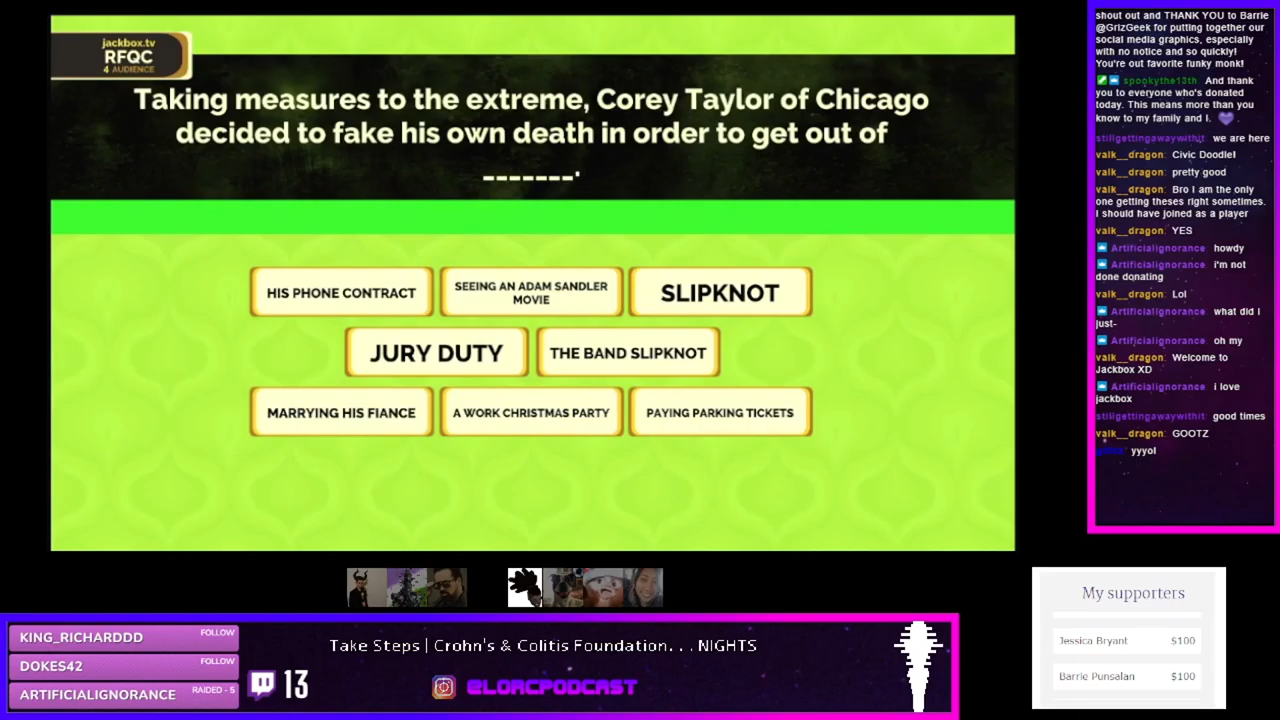 jackbox.tv
RFQC
4 AUDIENCE
Taking measures to the extreme, Corey Taylor of Chicago
decided to fake his own death in order to get out of
_______.
HIS PHONE CONTRACT
SEEING AN ADAM SANDLER
MOVIE
SLIPKNOT
JURY DUTY
THE BAND SLIPKNOT
MARRYING HIS FIANCE
A WORK CHRISTMAS PARTY
PAYING PARKING TICKETS
shout out and THANK YOU to Barrie
@GrizGeek for putting together our
social media graphics, especially
with no notice and so quickly!
You're out favorite funky monk!
spookythe13th And thank
you to everyone who's donated
today. This means more than you
know to my family and I.
stillgettingawaywithit: we are here
valk__dragon: Civic Doodle!
valk__dragon: pretty good
valk__dragon: Bro I am the only
one getting theses right sometimes.
I should have joined as a player
valk__dragon: YES
Artificialignorance: howdy
Artificialignorance: i'm not
done donating
valk__dragon: Lol
Artificialignorance: what did I
just-
Artificialignorance: oh my
valk__dragon: Welcome to
Jackbox XD
Artificialignorance: i love
jackbox
stillgettingawaywithit: good times
valk__dragon: GOOTZ
yyyol
KING_RICHARDDD FOLLOW
DOKES42 FOLLOW
ARTIFICIALIGNORANCE RAIDED - 5
13
Take Steps | Crohn's & Colitis Foundation. . . NIGHTS
@LORCPODCAST
My supporters
Jessica Bryant $100
Barrie Punsalan $100